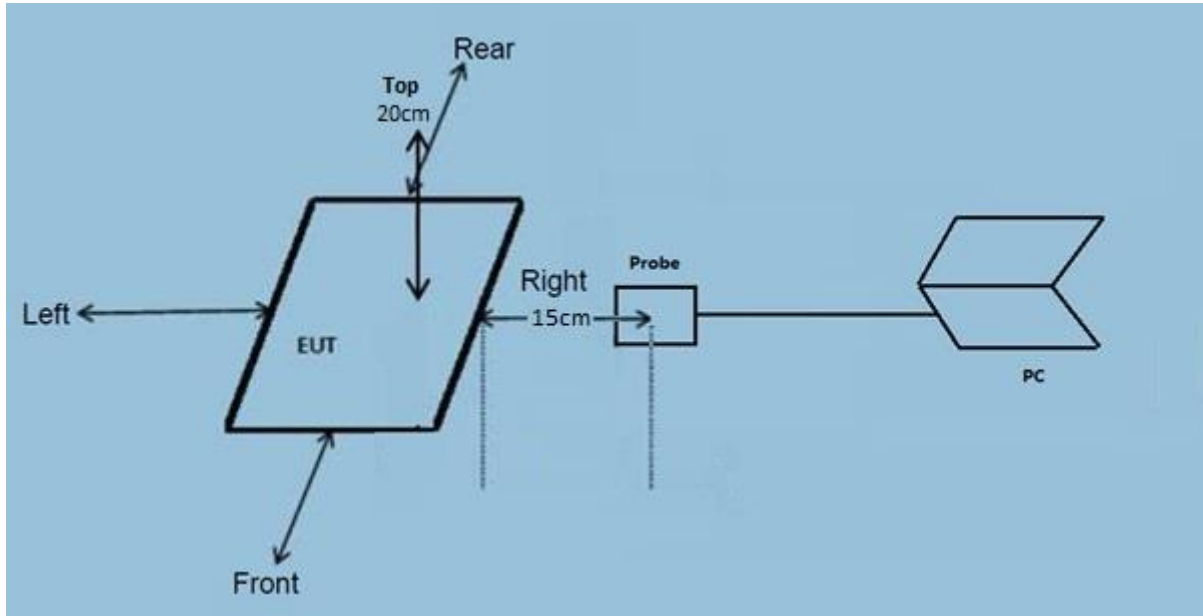 Rear
Top
20cm
Probe
Right
Left
15cm
EUT
PC
Front